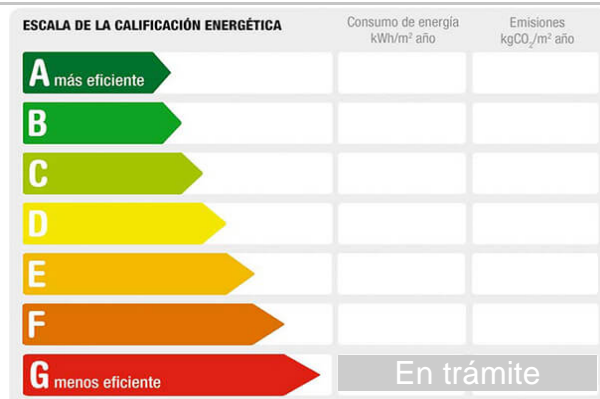 ESCALA DE LA CALIFICACIÓN ENERGÉTICA
Consumo de energía
kWh/m² año
Emisiones
kgCO₂/m² año
A más eficiente
B
C
D
E
F
G menos eficiente
En trámite